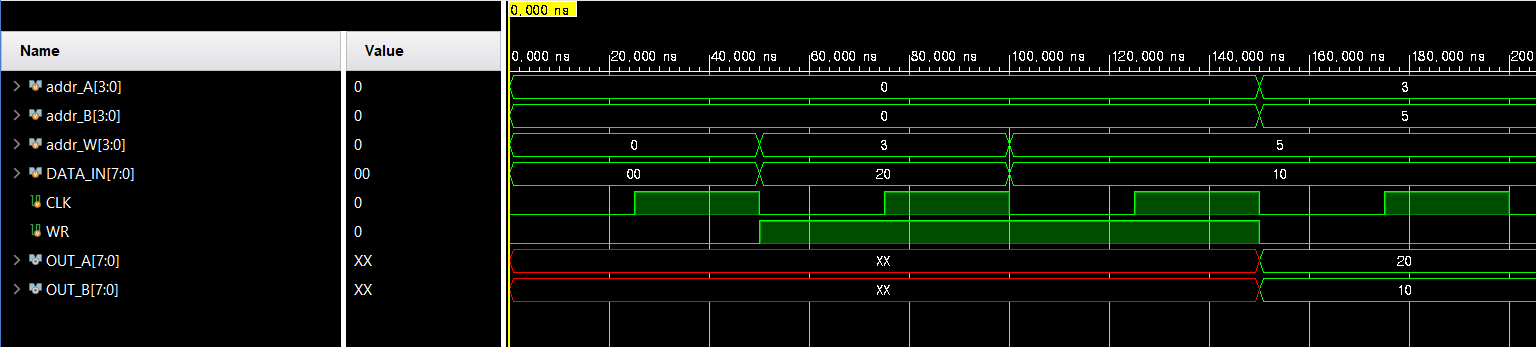 0.000 ns
Name Value
0.000 ns 20.000 ns 40.000 ns 60.000 ns 80.000 ns 100.000 ns 120.000 ns 140.000 ns 160.000 ns 180.000 ns 200
addr_A[3:0] 0 0 3
addr_B[3:0] 0 0 5
addr_W[3:0] 0 0 3 5
DATA_IN[7:0] 00 00 20 10
CLK 0
WR 0
OUT_A[7:0] XX XX 20
OUT_B[7:0] XX XX 10